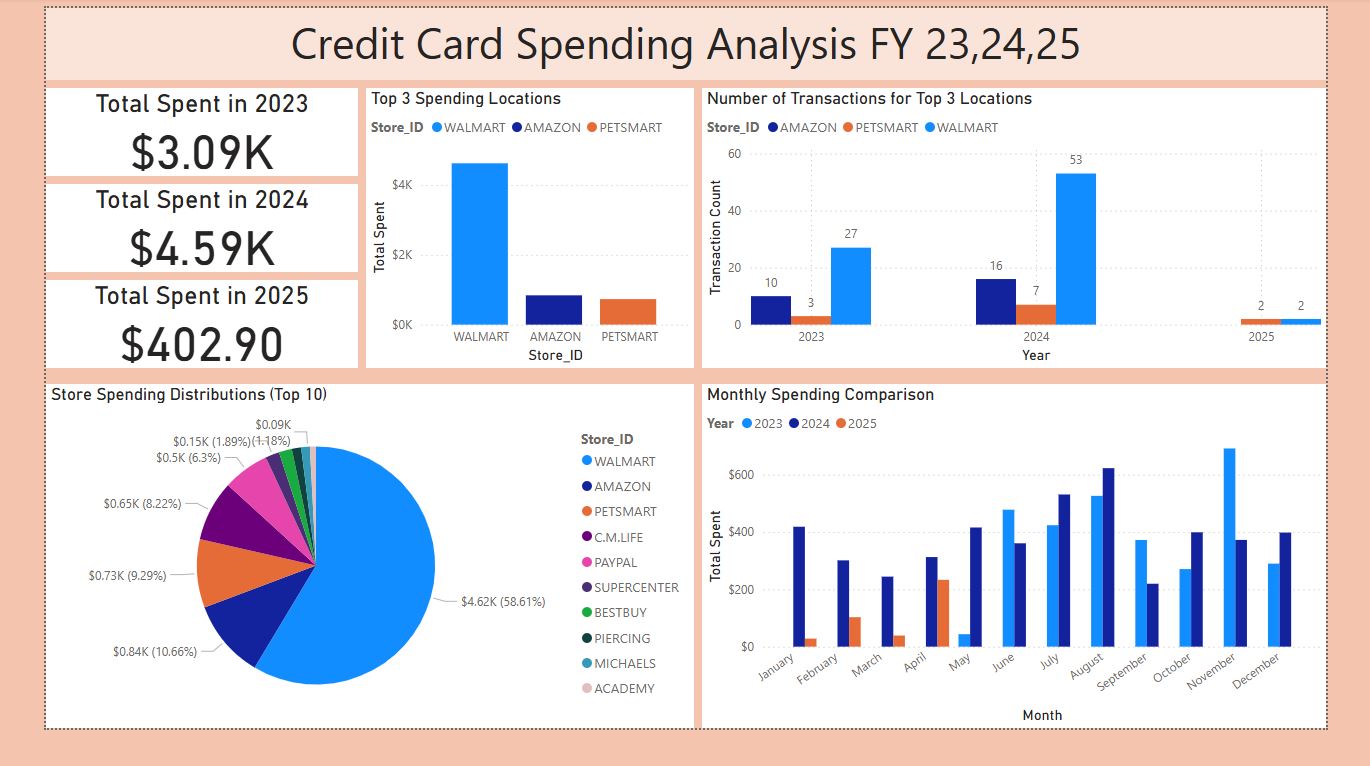 Credit Card Spending Analysis FY 23,24,25
Total Spent in 2023
$3.09K
Total Spent in 2024
$4.59K
Total Spent in 2025
$402.90
Top 3 Spending Locations
Store_ID WALMART AMAZON PETSMART
Total Spent
$4K
$2K
$0K
WALMART AMAZON PETSMART
Store_ID
Number of Transactions for Top 3 Locations
Store_ID AMAZON PETSMART WALMART
Transaction Count
60
40
20
0
10
3
27
16
7
53
2
2
2023 2024 2025
Year
Store Spending Distributions (Top 10)
$0.09K
(1.18%)
$0.15K (1.89%)
$0.5K (6.3%)
$0.65K (8.22%)
$0.73K (9.29%)
$0.84K (10.66%)
$4.62K (58.61%)
Store_ID
WALMART
AMAZON
PETSMART
C.M.LIFE
PAYPAL
SUPERCENTER
BESTBUY
PIERCING
MICHAELS
ACADEMY
Monthly Spending Comparison
Year 2023 2024 2025
Total Spent
$600
$400
$200
$0
January February March April May June July August September October November December
Month